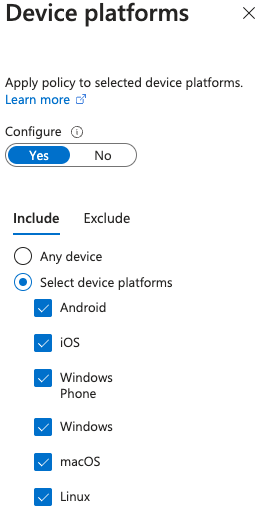 Device platforms
Apply policy to selected device platforms.
Learn more
Configure
Yes No
Include Exclude
Any device
Select device platforms
Android
iOS
Windows
Phone
Windows
macOS
Linux